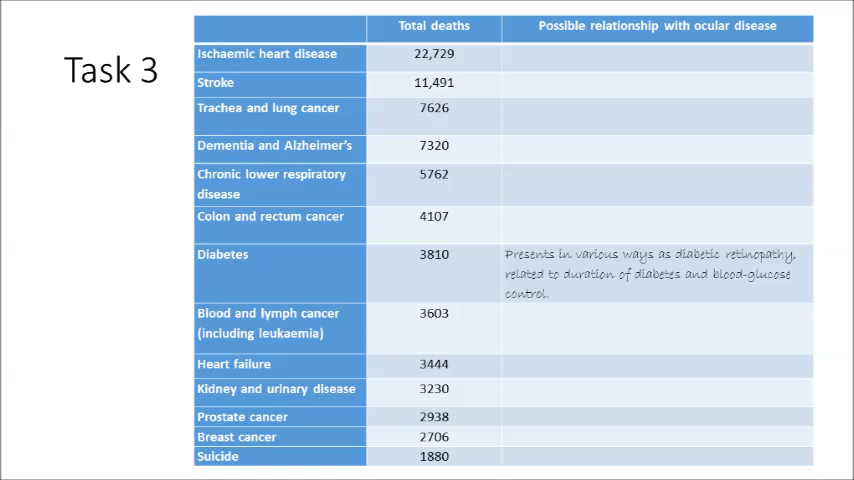 Task 3
Total deaths Possible relationship with ocular disease
Ischaemic heart disease 22,729
Stroke 11,491
Trachea and lung cancer 7626
Dementia and Alzheimer's 7320
Chronic lower respiratory 5762
disease
Colon and rectum cancer 4107
Diabetes 3810 Presents in various ways as diabetic retinopathy,
related to duration of diabetes and blood-glucose
control.
Blood and lymph cancer 3603
(including leukaemia)
Heart failure 3444
Kidney and urinary disease 3230
Prostate cancer 2938
Breast cancer 2706
Suicide 1880